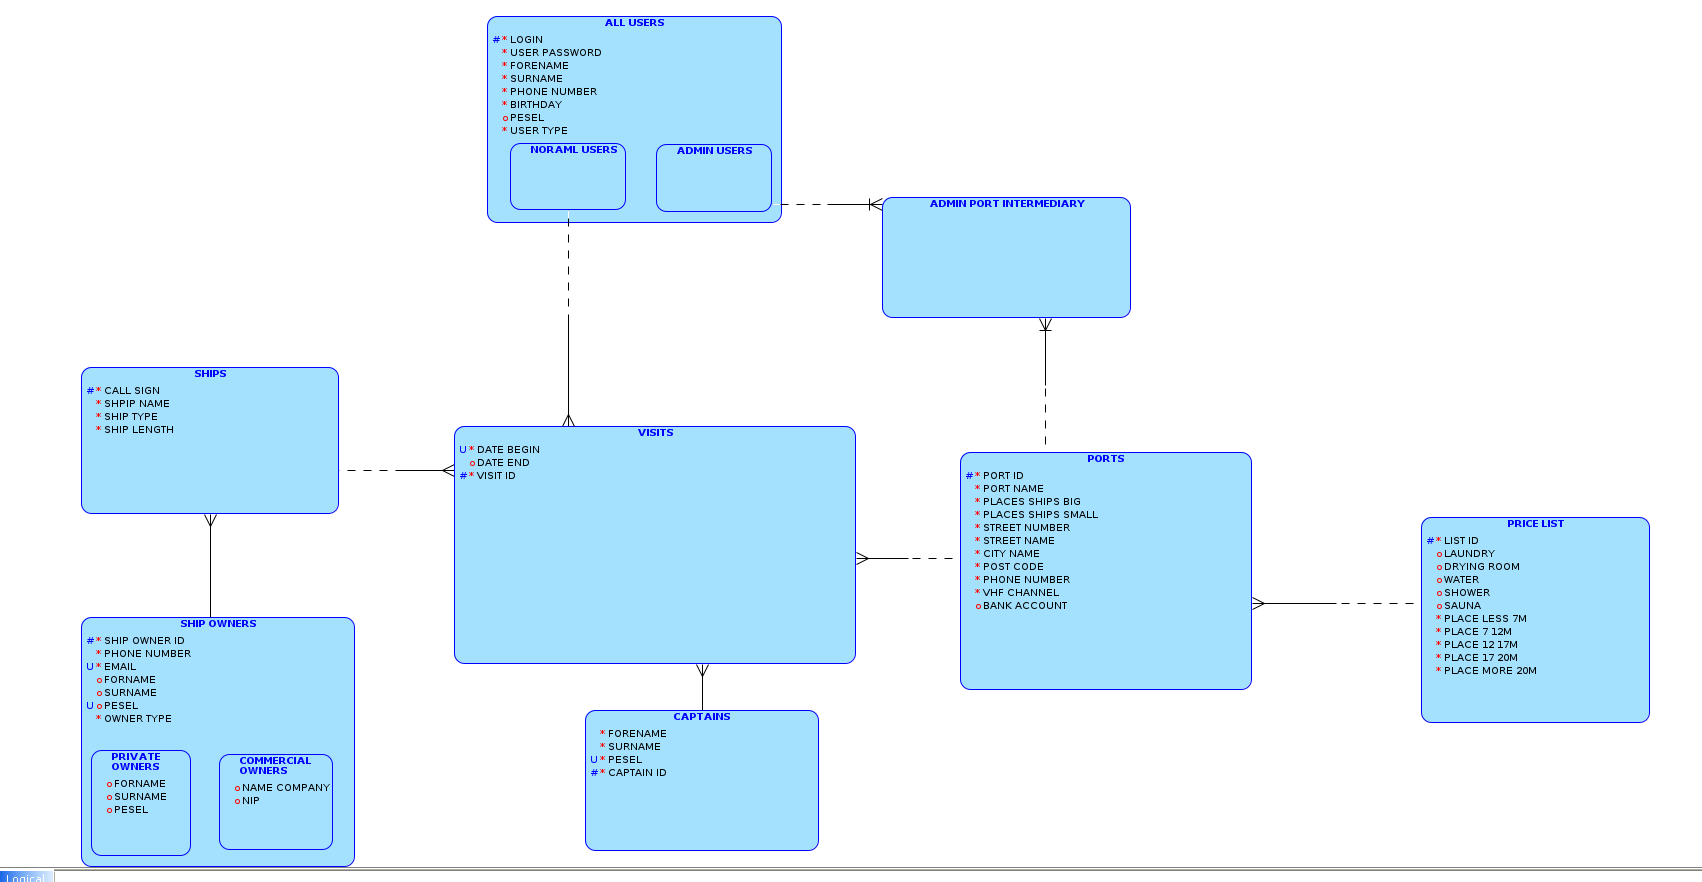 ALL USERS
#* LOGIN
* USER PASSWORD
* FORENAME
* SURNAME
* PHONE NUMBER
* BIRTHDAY
o PESEL
* USER TYPE
NORAML USERS
ADMIN USERS
ADMIN PORT INTERMEDIARY
SHIPS
#* CALL SIGN
* SHPIP NAME
* SHIP TYPE
* SHIP LENGTH
VISITS
U* DATE BEGIN
o DATE END
#* VISIT ID
PORTS
#* PORT ID
* PORT NAME
* PLACES SHIPS BIG
* PLACES SHIPS SMALL
* STREET NUMBER
* STREET NAME
* CITY NAME
* POST CODE
* PHONE NUMBER
* VHF CHANNEL
o BANK ACCOUNT
PRICE LIST
#* LIST ID
o LAUNDRY
o DRYING ROOM
o WATER
o SHOWER
o SAUNA
* PLACE LESS 7M
* PLACE 7 12M
* PLACE 12 17M
* PLACE 17 20M
* PLACE MORE 20M
SHIP OWNERS
#* SHIP OWNER ID
* PHONE NUMBER
U* EMAIL
o FORNAME
o SURNAME
U o PESEL
* OWNER TYPE
PRIVATE
OWNERS
o FORNAME
o SURNAME
o PESEL
COMMERCIAL
OWNERS
o NAME COMPANY
o NIP
CAPTAINS
* FORENAME
* SURNAME
U* PESEL
#* CAPTAIN ID
Logical